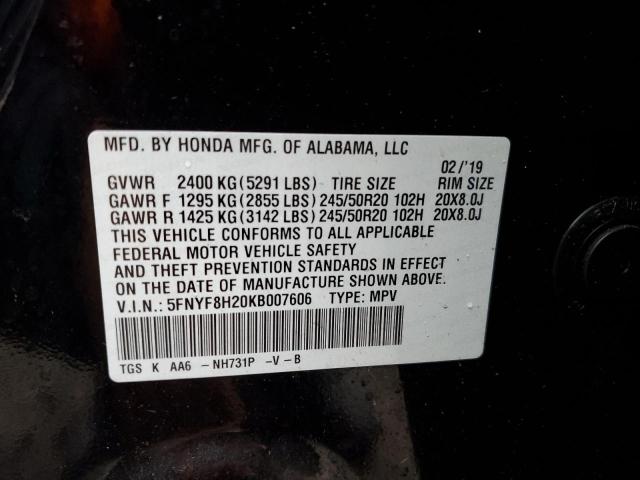 MFD. BY HONDA MFG. OF ALABAMA, LLC
02/'19
GVWR 2400 KG(5291 LBS) TIRE SIZE RIM SIZE
GAWR F 1295 KG(2855 LBS)245/50R20 102H 20X8.0J
GAWR R 1425 KG(3142 LBS)245/50R20 102H 20X8.0J
THIS VEHICLE CONFORMS TO ALL APPLICABLE
FEDERAL MOTOR VEHICLE SAFETY
AND THEFT PREVENTION STANDARDS IN EFFECT
ON THE DATE OF MANUFACTURE SHOWN ABOVE.
V.I.N.: 5FNYF8H20KB007606 TYPE: MPV
TGS K AA6 -NH731P -V-B